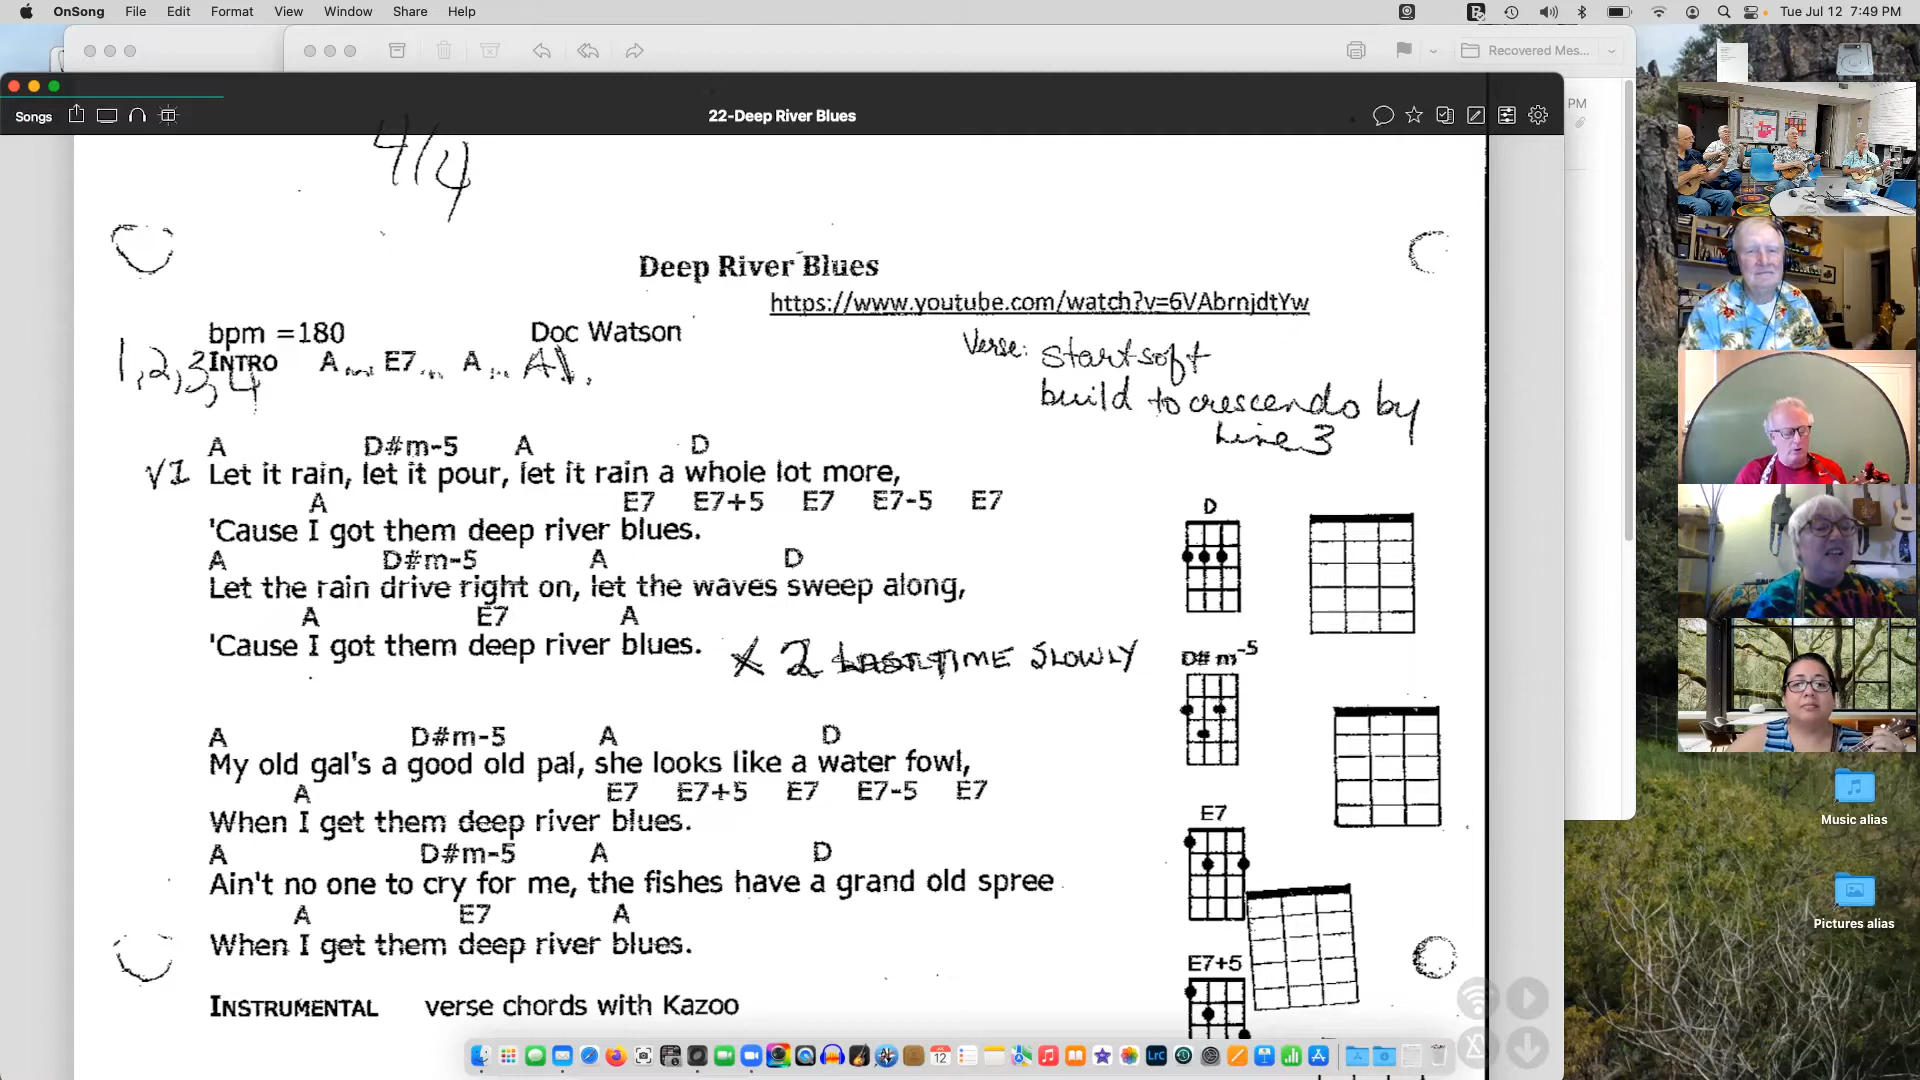 OnSong File Edit Format View Window Share Help
Tue Jul 12 7:49 PM
Recovered Mes...
PM
Songs
22-Deep River Blues
4/4
Deep River Blues
https://www.youtube.com/watch?v=6VAbrnjdtYw
bpm =180 Doc Watson
1,2,3,4 INTRO A .... E7 ... A ... A\.
Verse: start soft
build to crescendo by
Line 3
A D#m-5 A D
V1 Let it rain, let it pour, let it rain a whole lot more,
A E7 E7+5 E7 E7-5 E7
'Cause I got them deep river blues.
A D#m-5 A D
Let the rain drive right on, let the waves sweep along,
A E7 A
'Cause I got them deep river blues. X 2 LAST TIME SLOWLY
A D#m-5 A D
My old gal's a good old pal, she looks like a water fowl,
A E7 E7+5 E7 E7-5 E7
When I get them deep river blues.
A D#m-5 A D
Ain't no one to cry for me, the fishes have a grand old spree
A E7 A
When I get them deep river blues.
INSTRUMENTAL verse chords with Kazoo
D
D# m-5
E7
E7+5
Music alias
Pictures alias
12
LrC